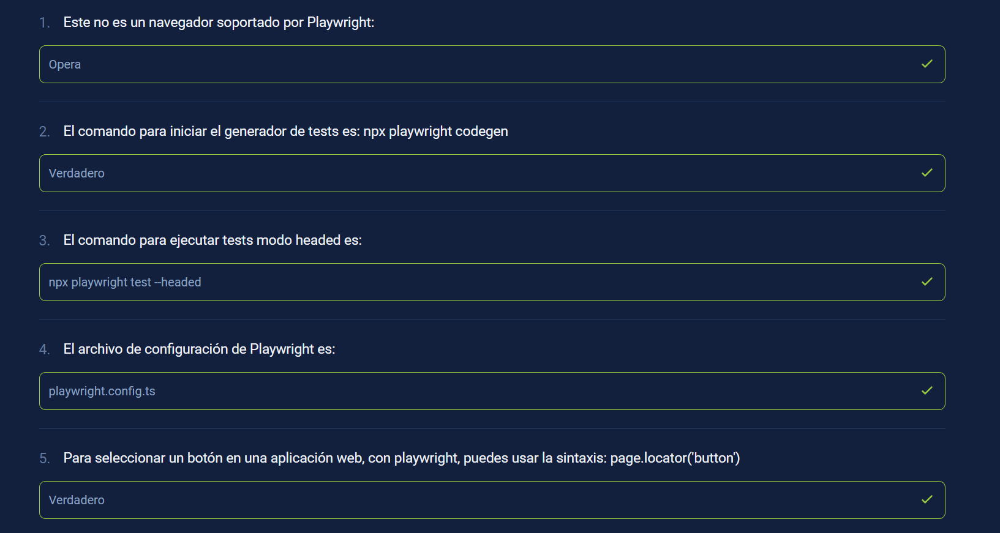 1. Este no es un navegador soportado por Playwright:
Opera
2. El comando para iniciar el generador de tests es: npx playwright codegen
Verdadero
3. El comando para ejecutar tests modo headed es:
npx playwright test --headed
4. El archivo de configuración de Playwright es:
playwright.config.ts
5. Para seleccionar un botón en una aplicación web, con playwright, puedes usar la sintaxis: page.locator('button')
Verdadero